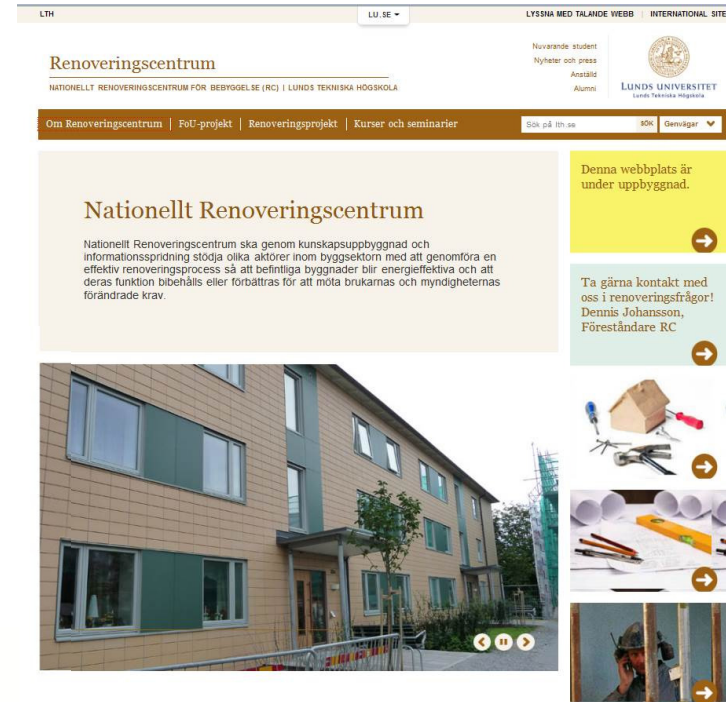 LTH
LU.SE
LYSSNA MED TALANDE WEBB | INTERNATIONAL SITE
Renoveringscentrum
NATIONELLT RENOVERINGSCENTRUM FÖR BEBYGGELSE (RC) | LUNDS TEKNISKA HÖGSKOLA
Nuvarande student
Nyheter och press
Anställd
Alumni
LUNDS UNIVERSITET
Lunds Tekniska Högskola
Om Renoveringscentrum | FoU-projekt | Renoveringsprojekt | Kurser och seminarier
Sök på lth.se
SÖK
Genvägar
Nationellt Renoveringscentrum
Nationellt Renoveringscentrum ska genom kunskapsuppbyggnad och
informationsspridning stödja olika aktörer inom byggsektorn med att genomföra en
effektiv renoveringsprocess så att befintliga byggnader blir energieffektiva och att
deras funktion bibehålls eller förbättras för att möta brukarnas och myndigheternas
förändrade krav.
Denna webbplats är
under uppbyggnad.
Ta gärna kontakt med
oss i renoveringsfrågor!
Dennis Johansson,
Föreståndare RC